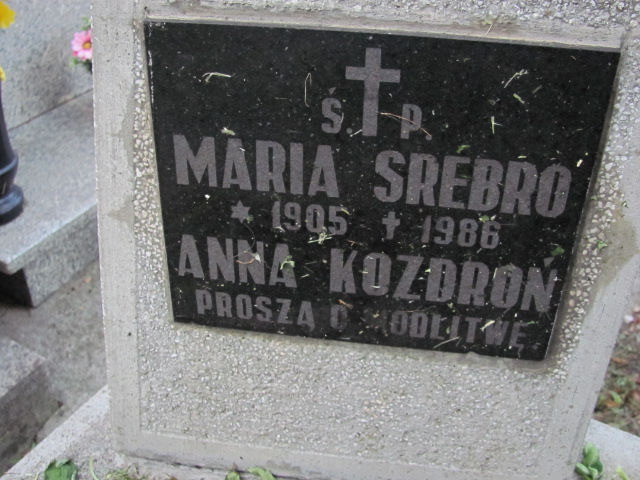 Ś. P.
MARIA SREBRO
* 1905 † 1986
ANNA KOZDROŃ
PROSZĄ O MODLITWĘ